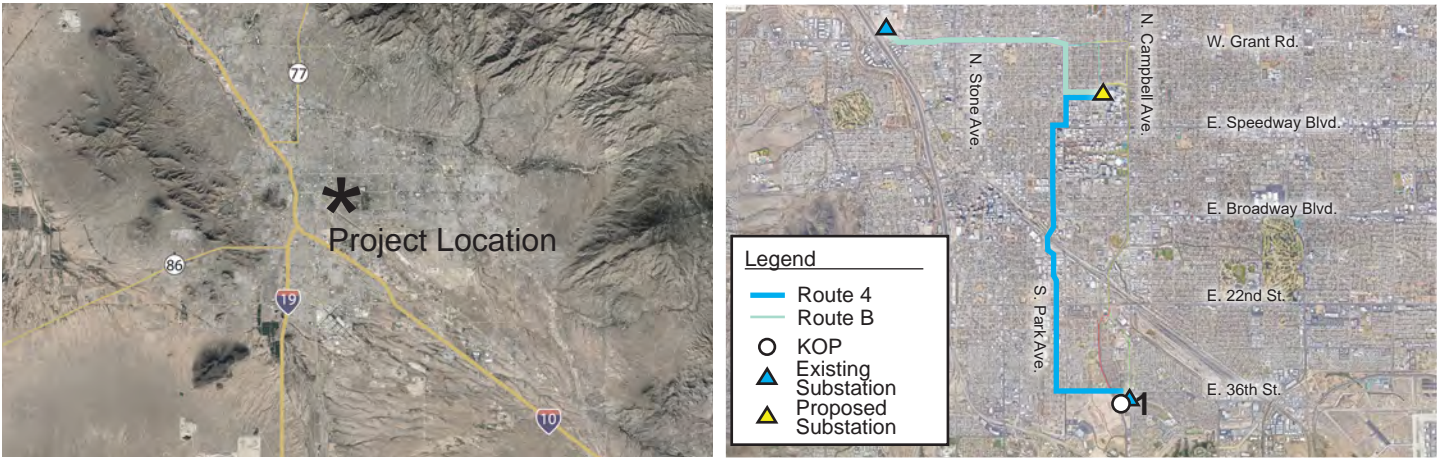 77
*
Project Location
86
19
10
W. Grant Rd.
N. Stone Ave.
N. Campbell Ave.
E. Speedway Blvd.
E. Broadway Blvd.
E. 22nd St.
S. Park Ave.
E. 36th St.
1
Legend
Route 4
Route B
KOP
Existing
Substation
Proposed
Substation